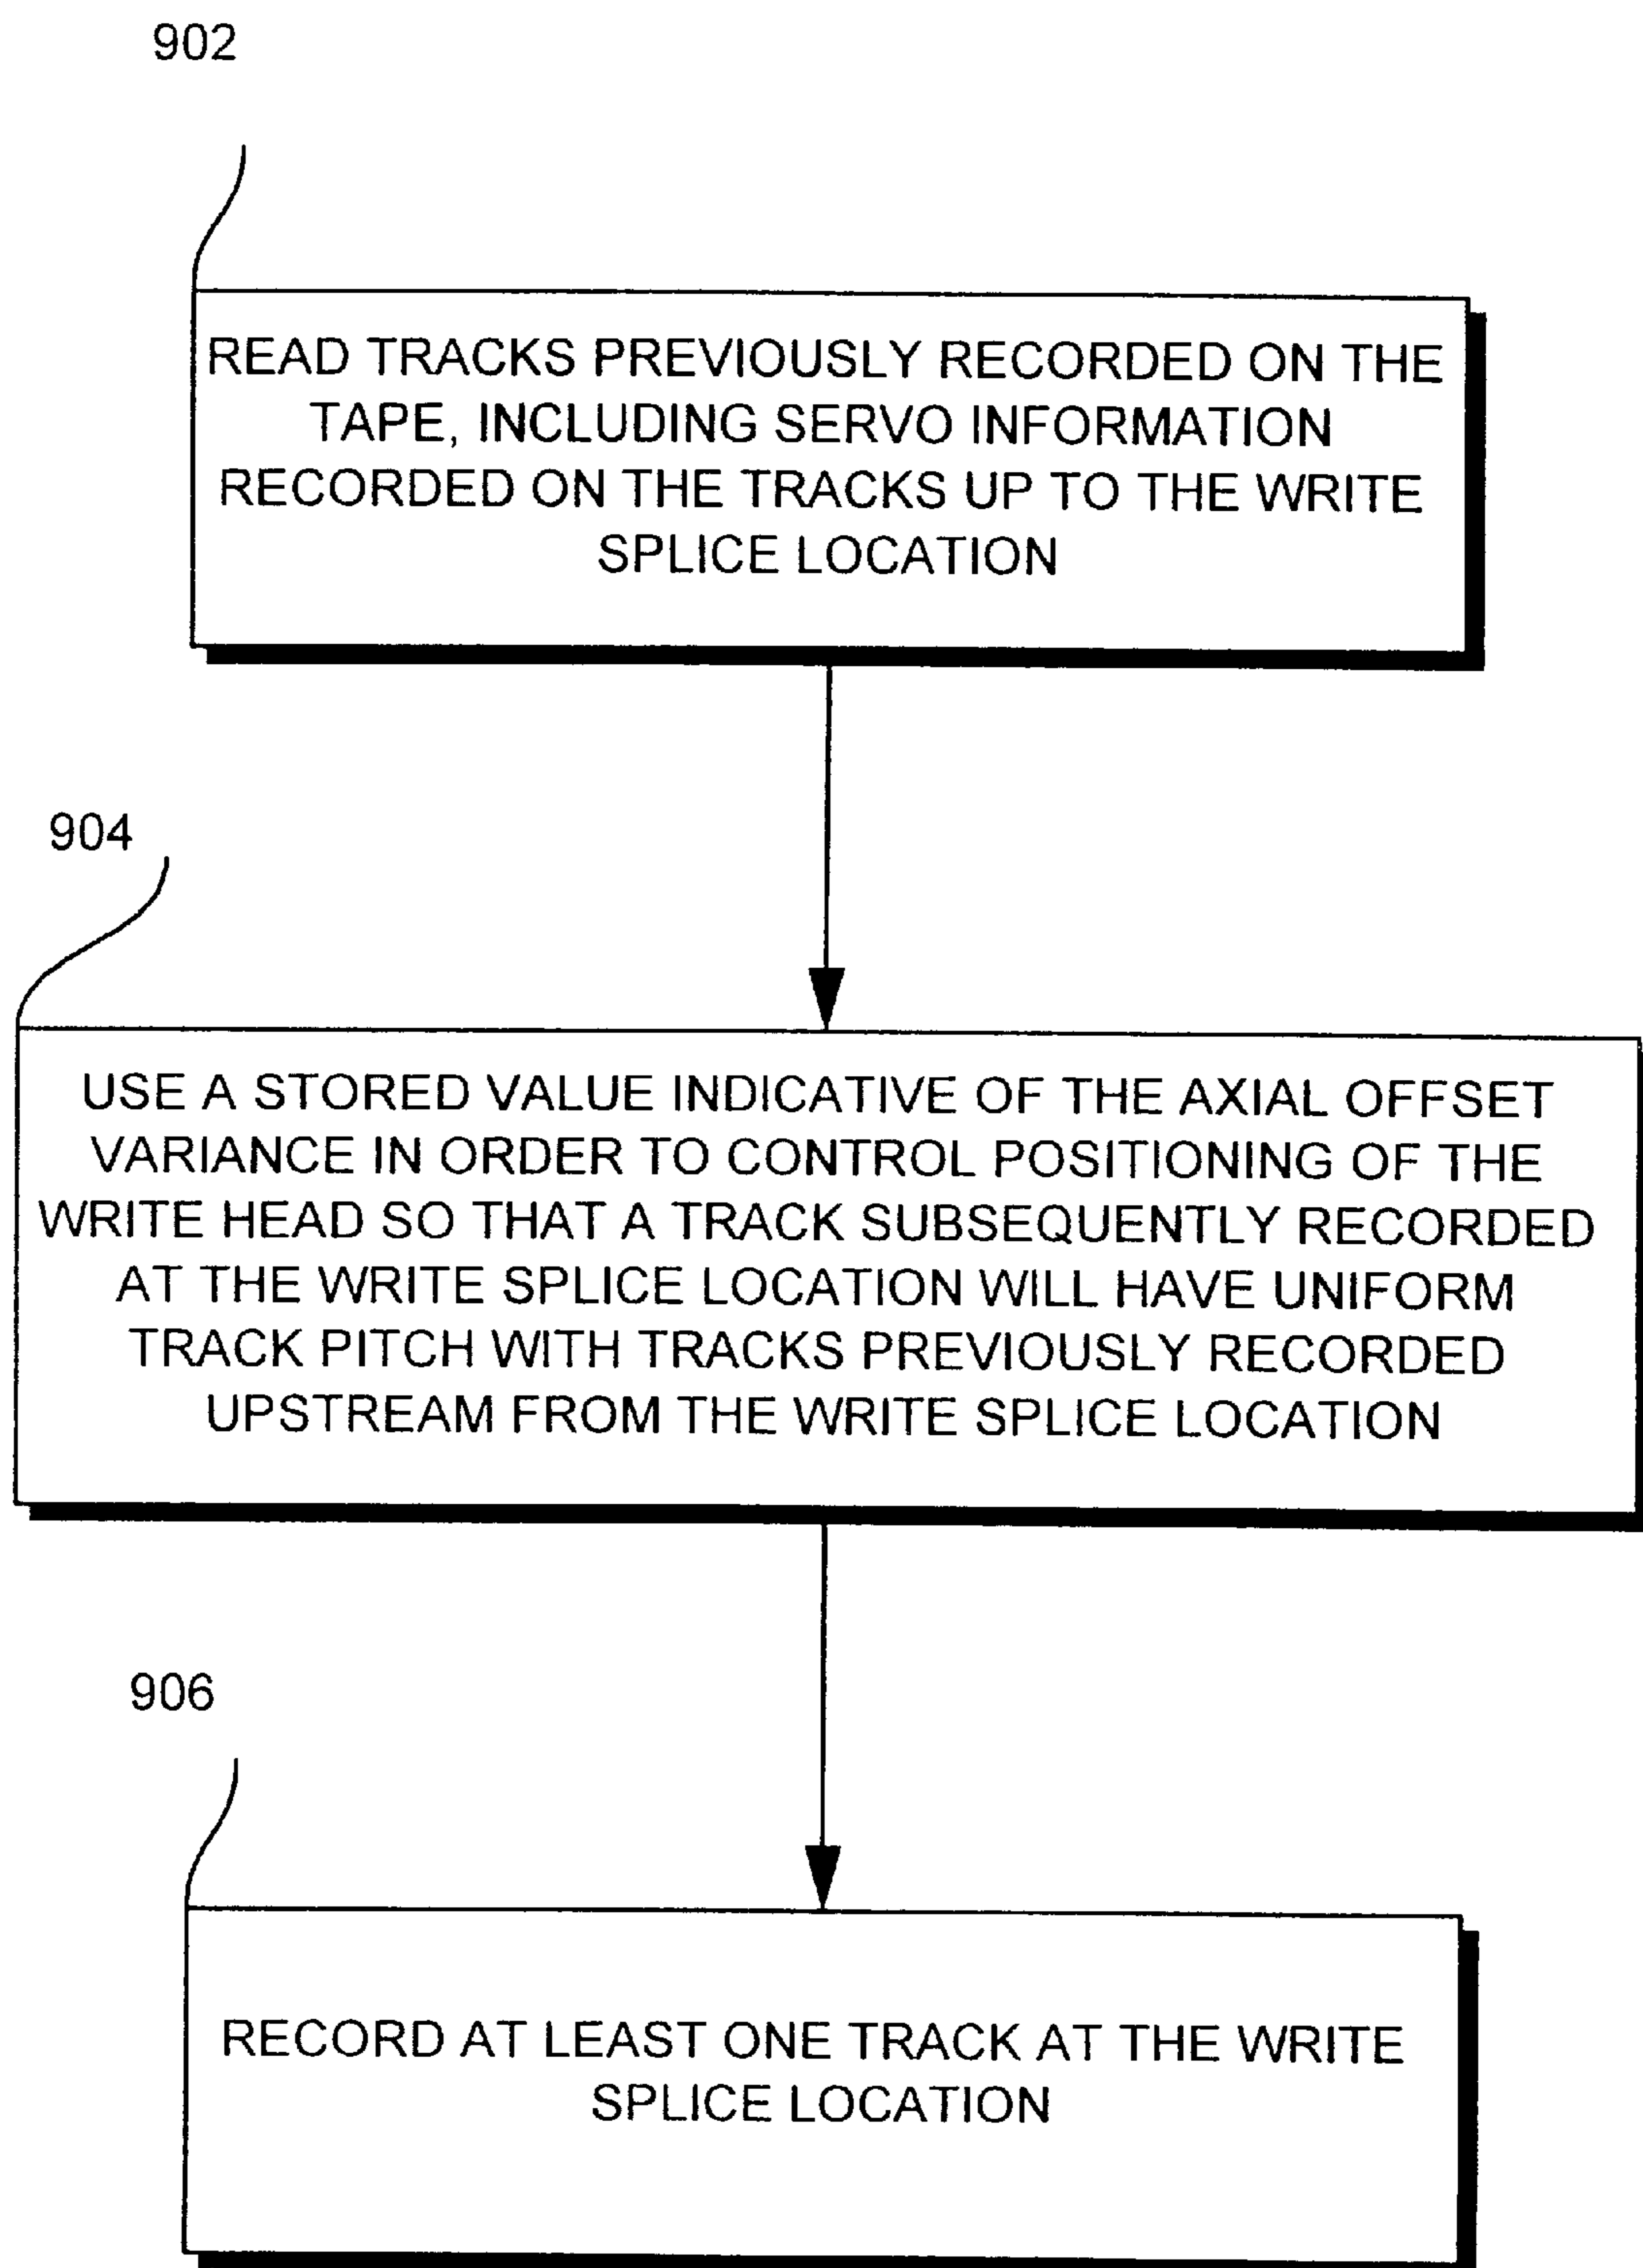 902
READ TRACKS PREVIOUSLY RECORDED ON THE
TAPE, INCLUDING SERVO INFORMATION
RECORDED ON THE TRACKS UP TO THE WRITE
SPLICE LOCATION
904
USE A STORED VALUE INDICATIVE OF THE AXIAL OFFSET
VARIANCE IN ORDER TO CONTROL POSITIONING OF THE
WRITE HEAD SO THAT A TRACK SUBSEQUENTLY RECORDED
AT THE WRITE SPLICE LOCATION WILL HAVE UNIFORM
TRACK PITCH WITH TRACKS PREVIOUSLY RECORDED
UPSTREAM FROM THE WRITE SPLICE LOCATION
906
RECORD AT LEAST ONE TRACK AT THE WRITE
SPLICE LOCATION